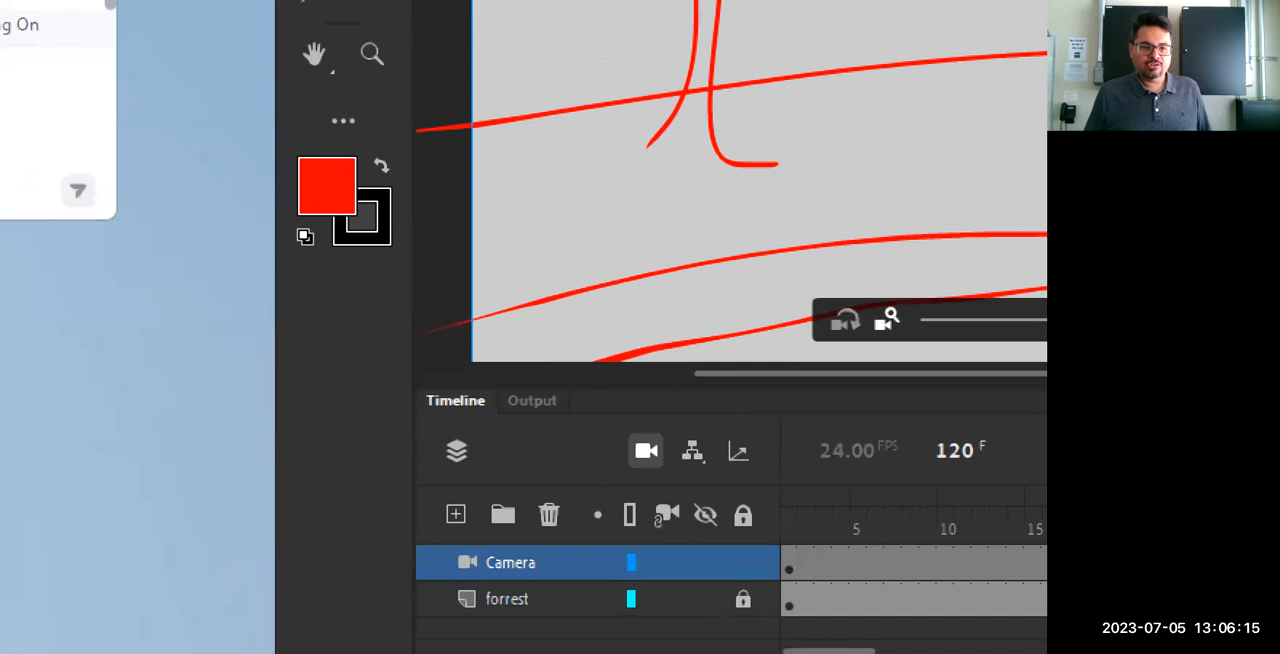 g On
Timeline Output
24.00 FPS 120 F
5 10 15
Camera
forrest
2023-07-05 13:06:15